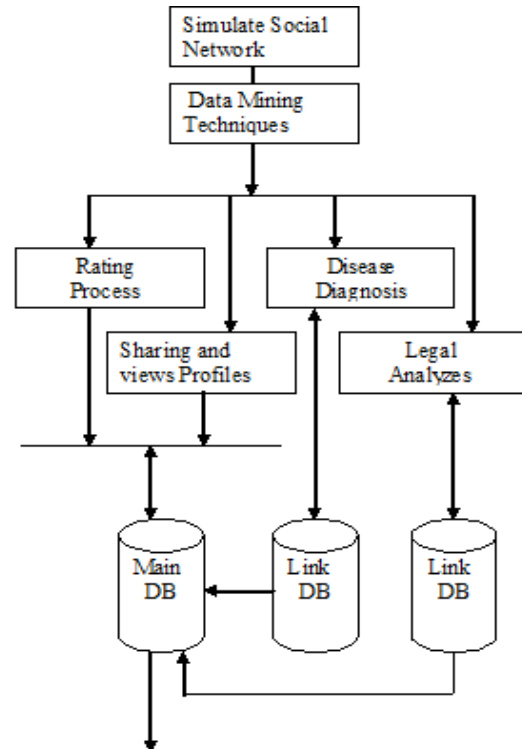 Simulate Social
Network
Data Mining
Techniques
Rating
Process
Disease
Diagnosis
Sharing and
views Profiles
Legal
Analyzes
Main
DB
Link
DB
Link
DB